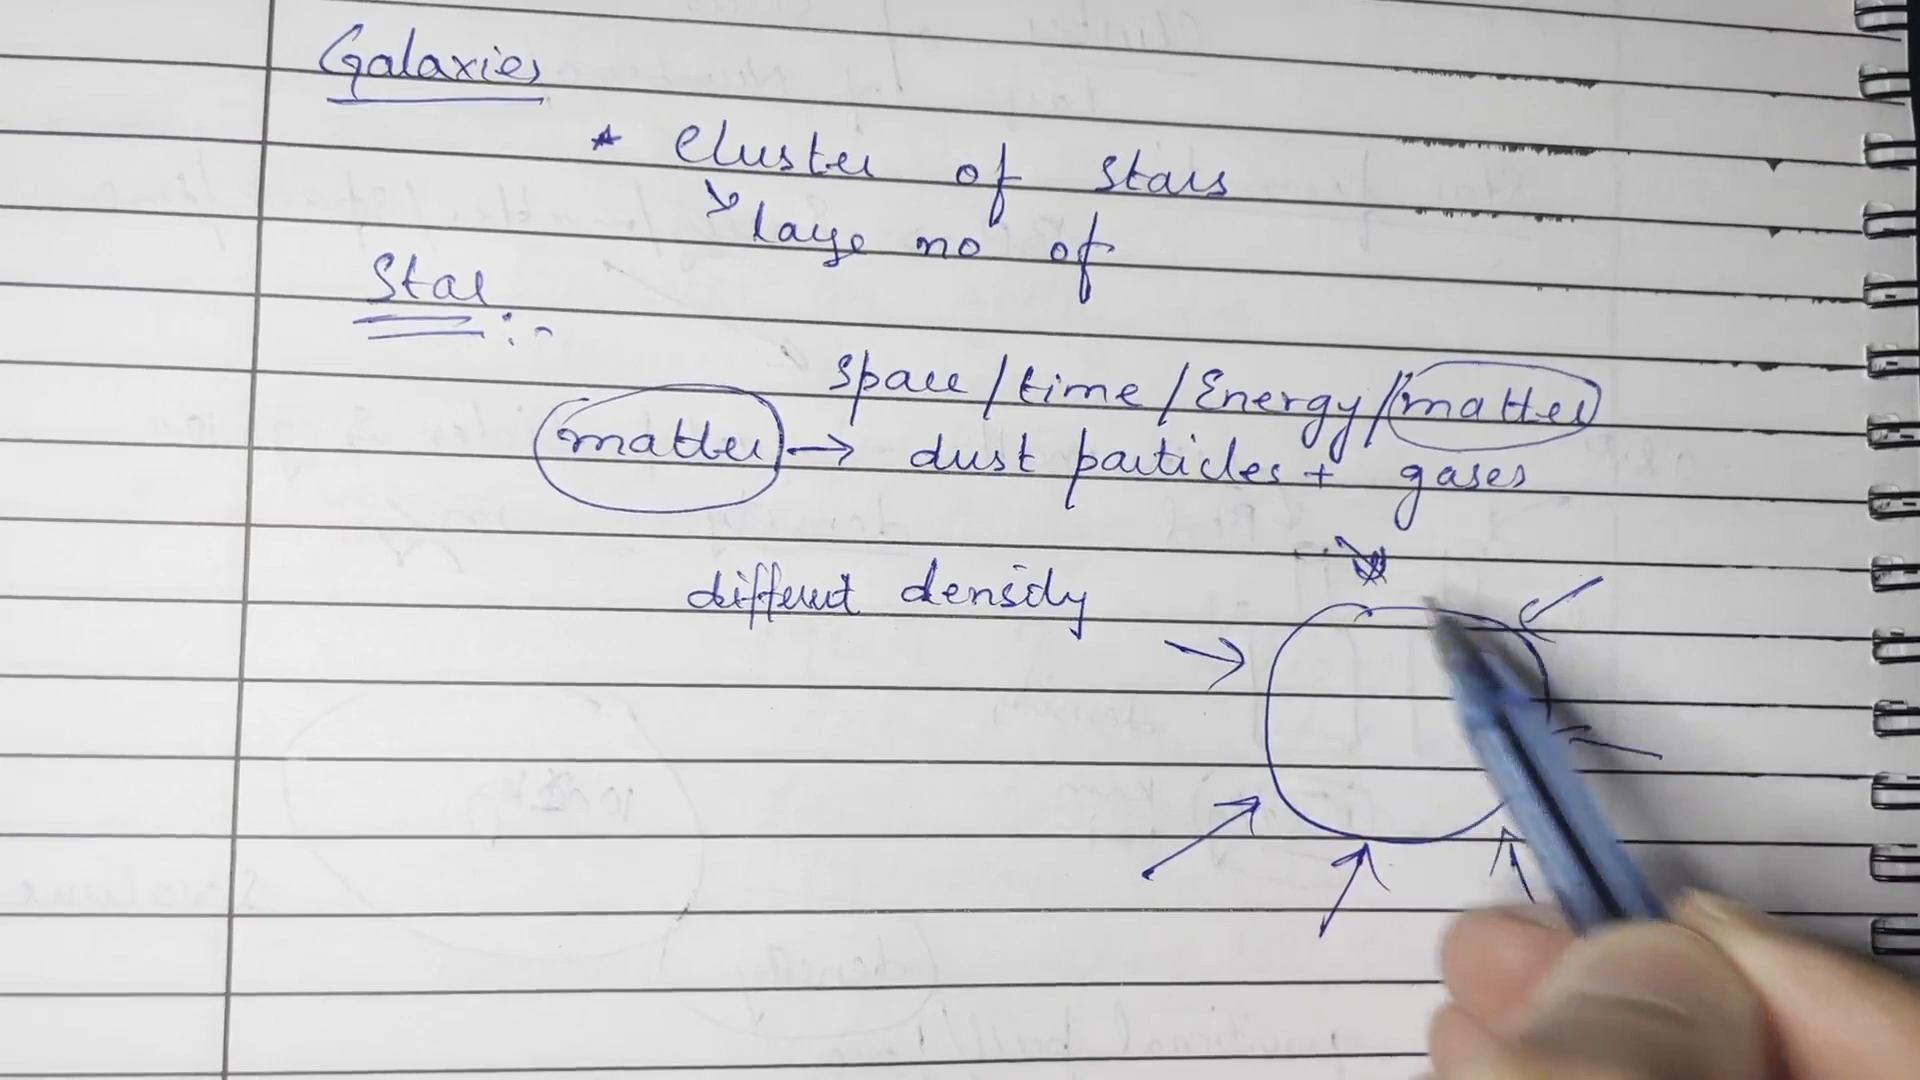 Galaxies
* cluster of stars
large no of
Star :-
space / time / Energy / matter
matter → dust particles + gases
different density